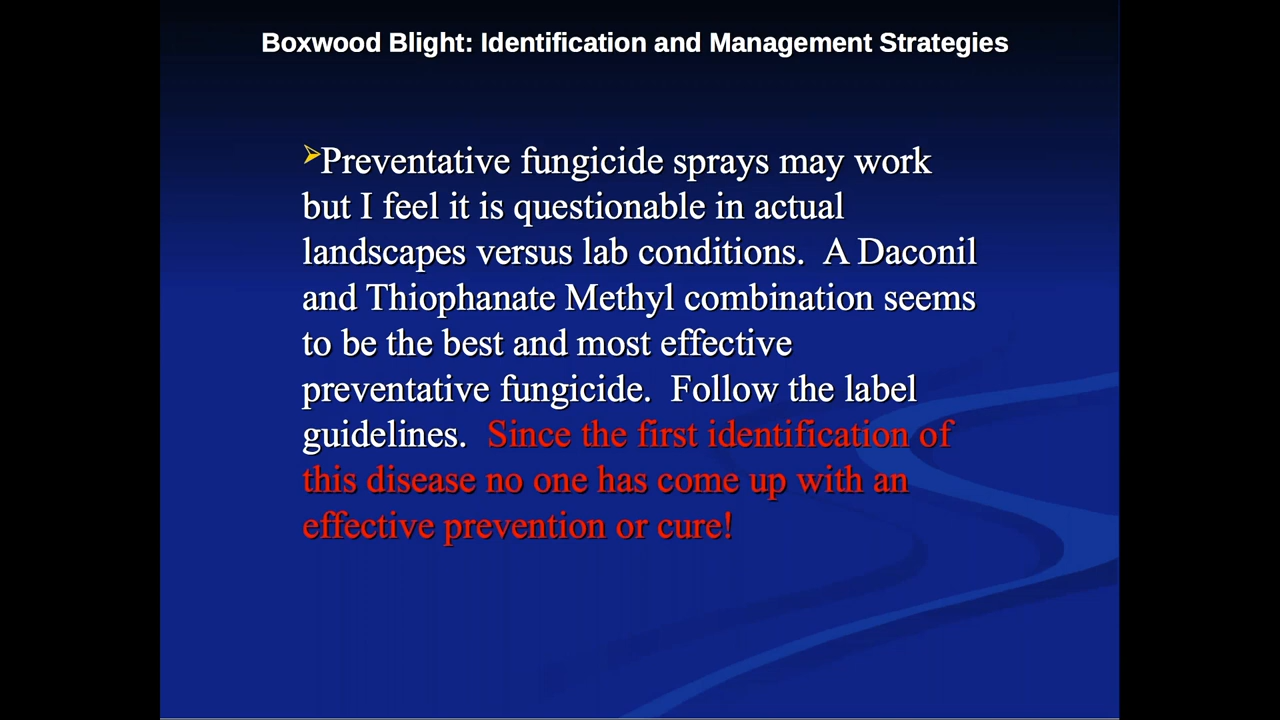 Boxwood Blight: Identification and Management Strategies
➢Preventative fungicide sprays may work
but I feel it is questionable in actual
landscapes versus lab conditions.  A Daconil
and Thiophanate Methyl combination seems
to be the best and most effective
preventative fungicide.  Follow the label
guidelines.  Since the first identification of
this disease no one has come up with an
effective prevention or cure!